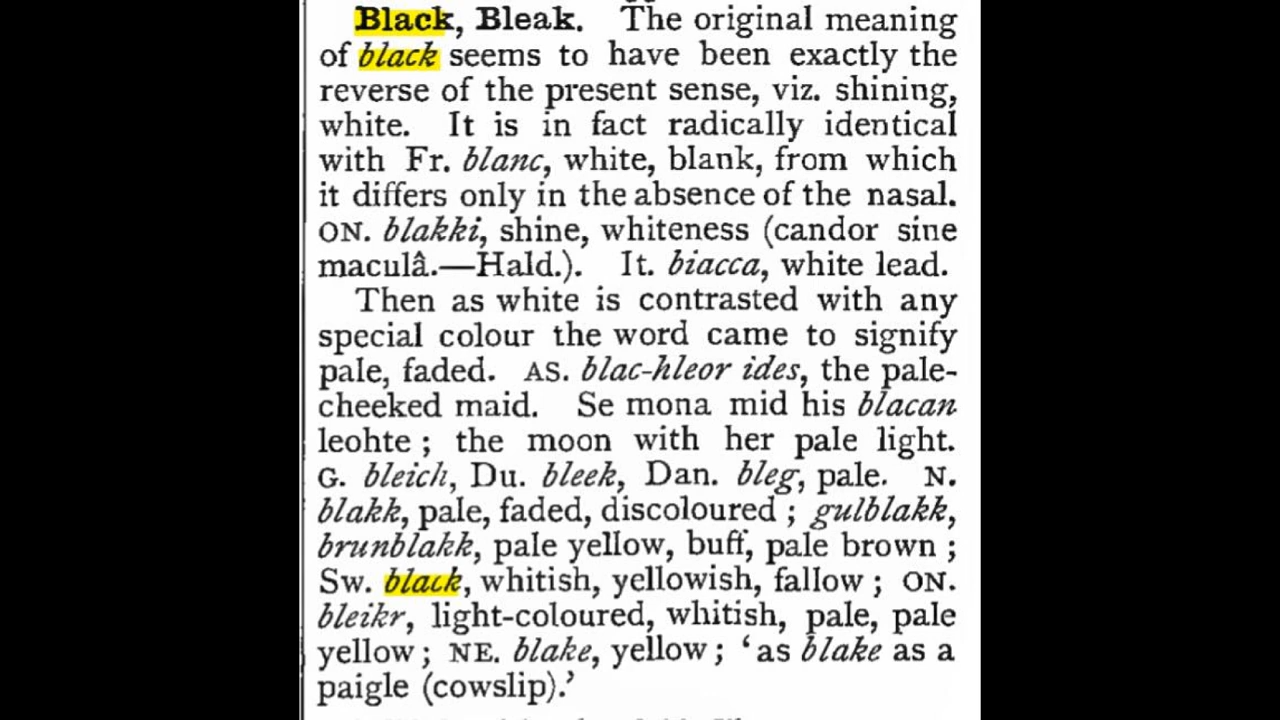 Black, Bleak. The original meaning
of black seems to have been exactly the
reverse of the present sense, viz. shining,
white. It is in fact radically identical
with Fr. blanc, white, blank, from which
it differs only in the absence of the nasal.
ON. blakki, shine, whiteness (candor sine
maculâ.—Hald.). It. biacca, white lead.
Then as white is contrasted with any
special colour the word came to signify
pale, faded. AS. blac-hleor ides, the pale-
cheeked maid. Se mona mid his blacan
leohte; the moon with her pale light.
G. bleich, Du. bleek, Dan. bleg, pale. N.
blakk, pale, faded, discoloured; gulblakk,
brunblakk, pale yellow, buff, pale brown;
Sw. black, whitish, yellowish, fallow; ON.
bleikr, light-coloured, whitish, pale, pale
yellow; NE. blake, yellow; ‘as blake as a
paigle (cowslip).’